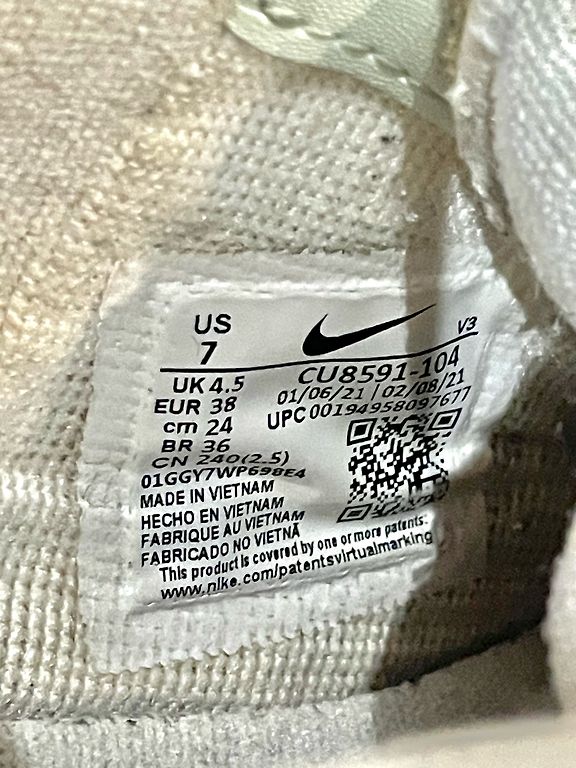 US
7
V3
UK 4.5
EUR 38
cm 24
BR 36
CN 240(2.5)
CU8591-104
01/06/21 | 02/08/21
UPC 00194958097677
01GGY7WP698E4
MADE IN VIETNAM
HECHO EN VIETNAM
FABRIQUE AU VIETNAM
FABRICADO NO VIETNÃ
This product is covered by one or more patents:
www.nike.com/patentsvirtualmarking